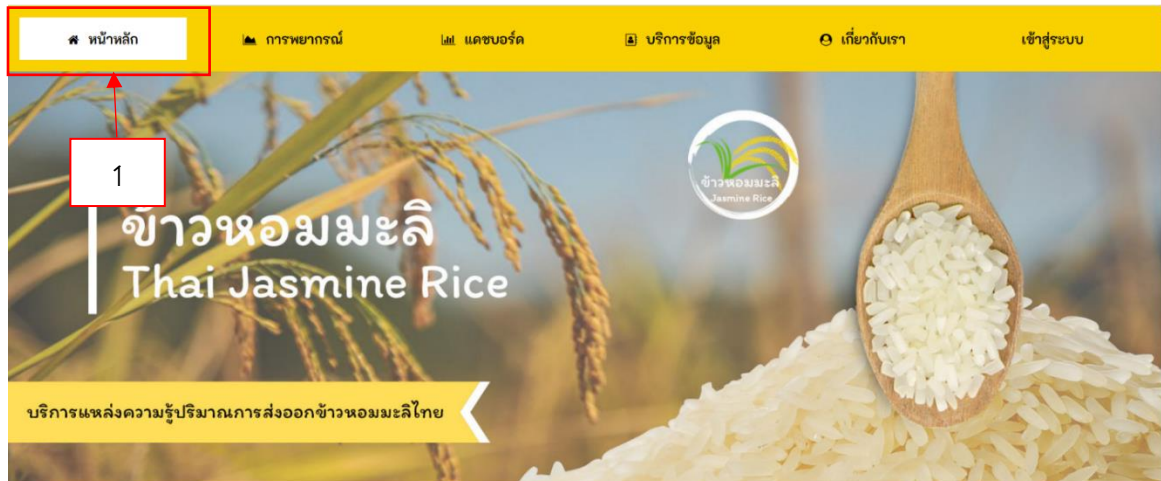 หน้าหลัก
การพยากรณ์
แดชบอร์ด
บริการข้อมูล
เกี่ยวกับเรา
เข้าสู่ระบบ
1
ข้าวหอมมะลิ
Jasmine Rice
ข้าวหอมมะลิ
Thai Jasmine Rice
บริการแหล่งความรู้ปริมาณการส่งออกข้าวหอมมะลิไทย